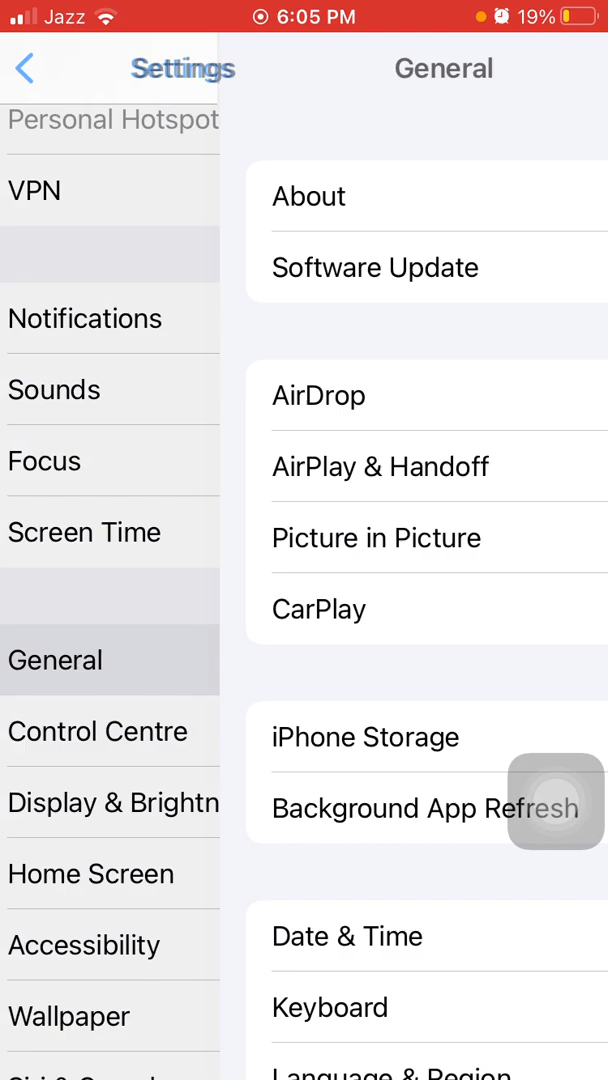 Jazz 6:05 PM 19%
Settings
Personal Hotspot
VPN
Notifications
Sounds
Focus
Screen Time
General
Control Centre
Display & Brightn
Home Screen
Accessibility
Wallpaper
General
About
Software Update
AirDrop
AirPlay & Handoff
Picture in Picture
CarPlay
iPhone Storage
Background App Refresh
Date & Time
Keyboard
Language & Region